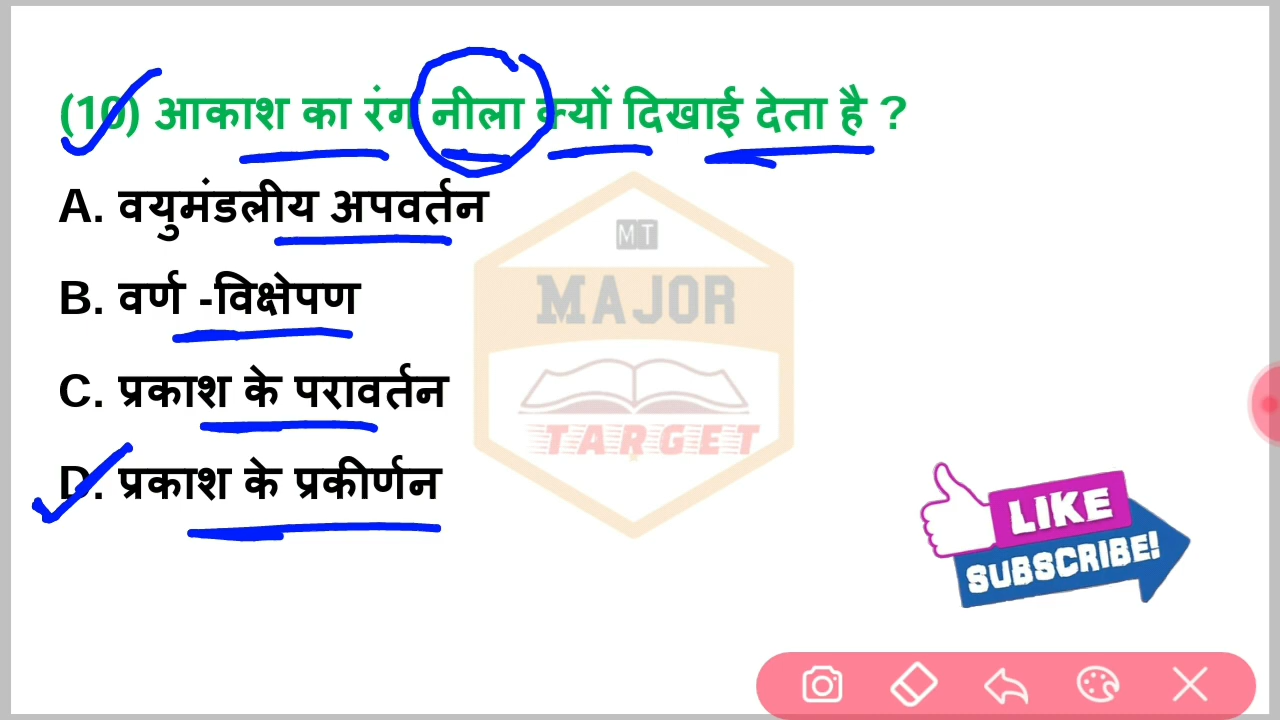 (10) आकाश का रंग नीला क्यों दिखाई देता है ?
A. वयुमंडलीय अपवर्तन
B. वर्ण -विक्षेपण
C. प्रकाश के परावर्तन
D. प्रकाश के प्रकीर्णन
MT
MAJOR
TARGET
LIKE
SUBSCRIBE!